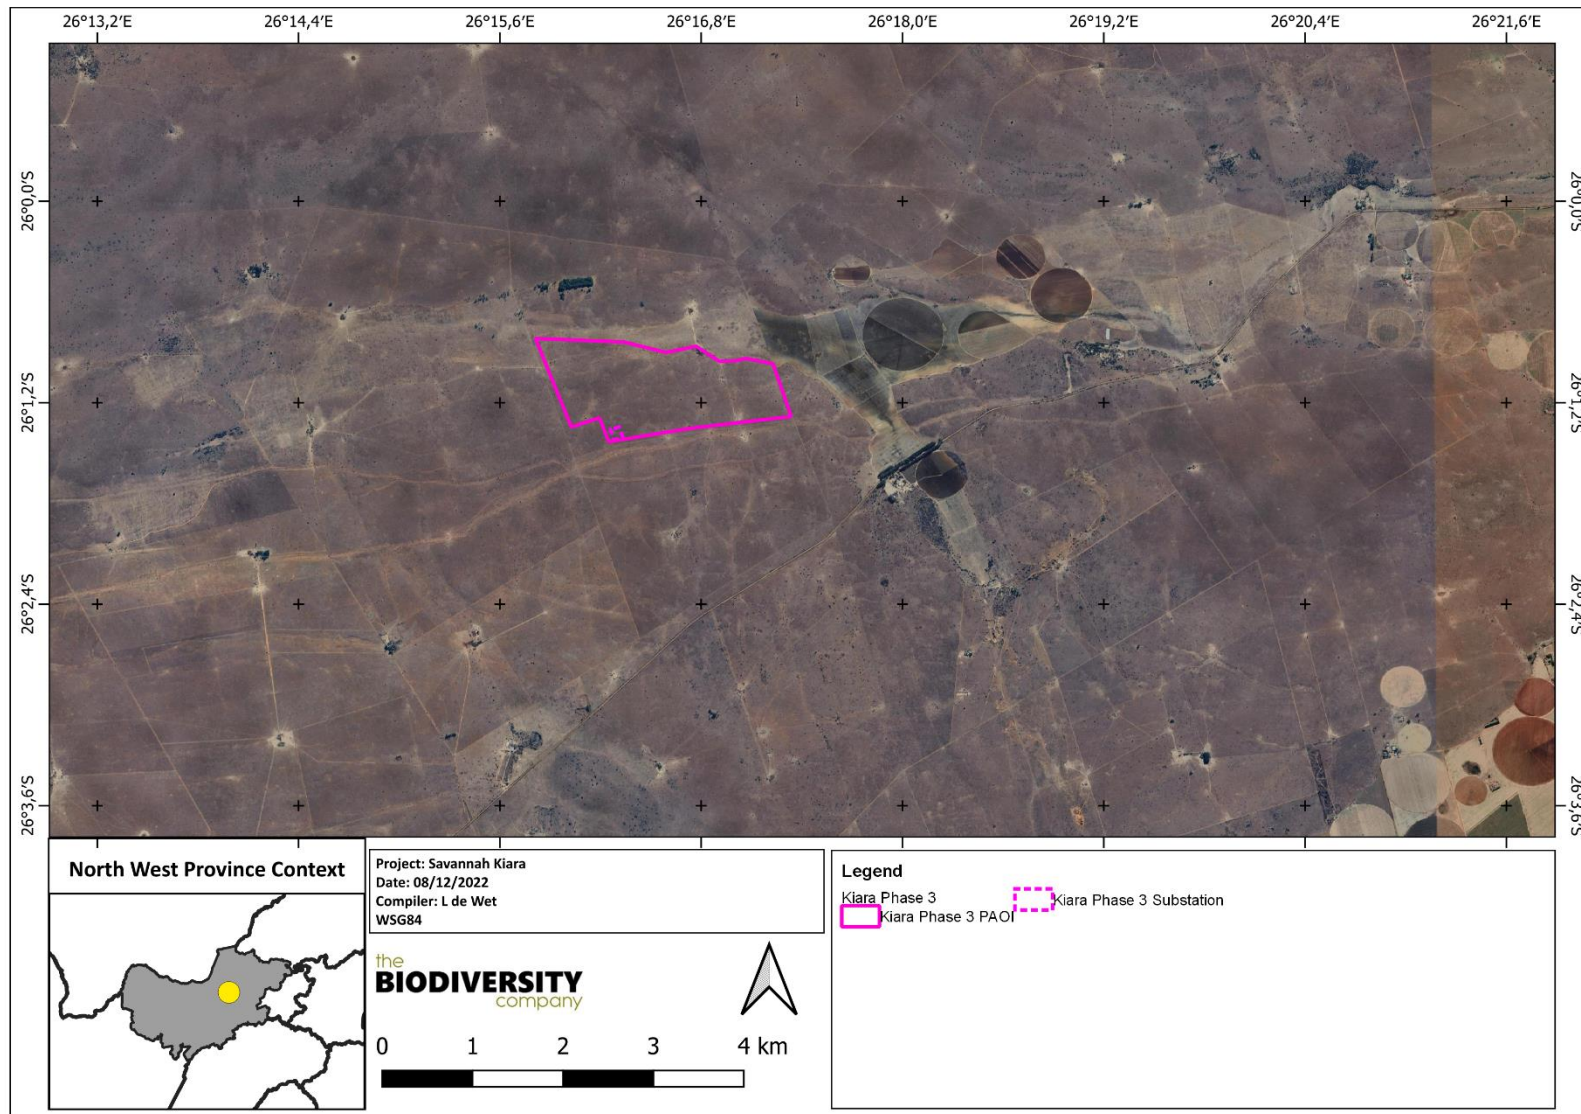 26°13,2′E 26°14,4′E 26°15,6′E 26°16,8′E 26°18,0′E 26°19,2′E 26°20,4′E 26°21,6′E
26°0,0′S 26°0,0′S
26°1,2′S 26°1,2′S
26°2,4′S 26°2,4′S
26°3,6′S 26°3,6′S
North West Province Context
Project: Savannah Kiara
Date: 08/12/2022
Compiler: L de Wet
WSG84
the
BIODIVERSITY
company
0 1 2 3 4 km
Legend
Kiara Phase 3
Kiara Phase 3 PAOI
Kiara Phase 3 Substation